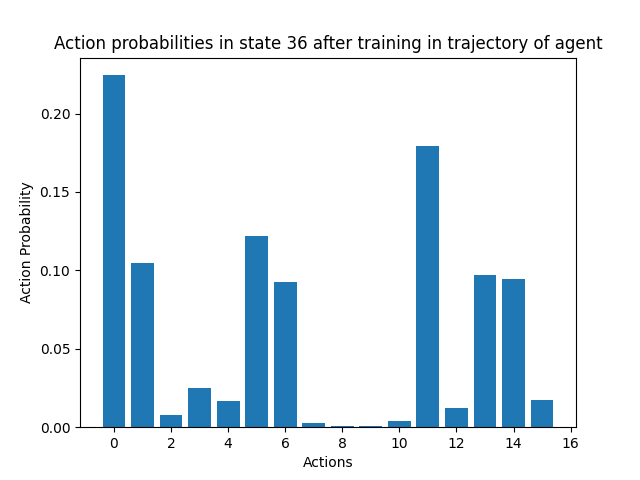 Action probabilities in state 36 after training in trajectory of agent
Action Probability
0.20
0.15
0.10
0.05
0.00
0 2 4 6 8 10 12 14 16
Actions